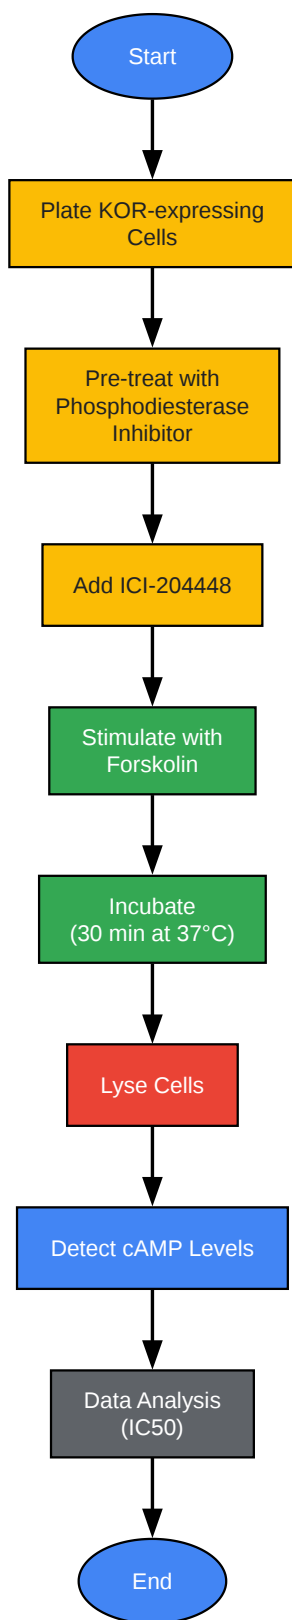 Start
Plate KOR-expressing
Cells
Pre-treat with
Phosphodiesterase
Inhibitor
Add ICI-204448
Stimulate with
Forskolin
Incubate
(30 min at 37°C)
Lyse Cells
Detect cAMP Levels
Data Analysis
(IC50)
End